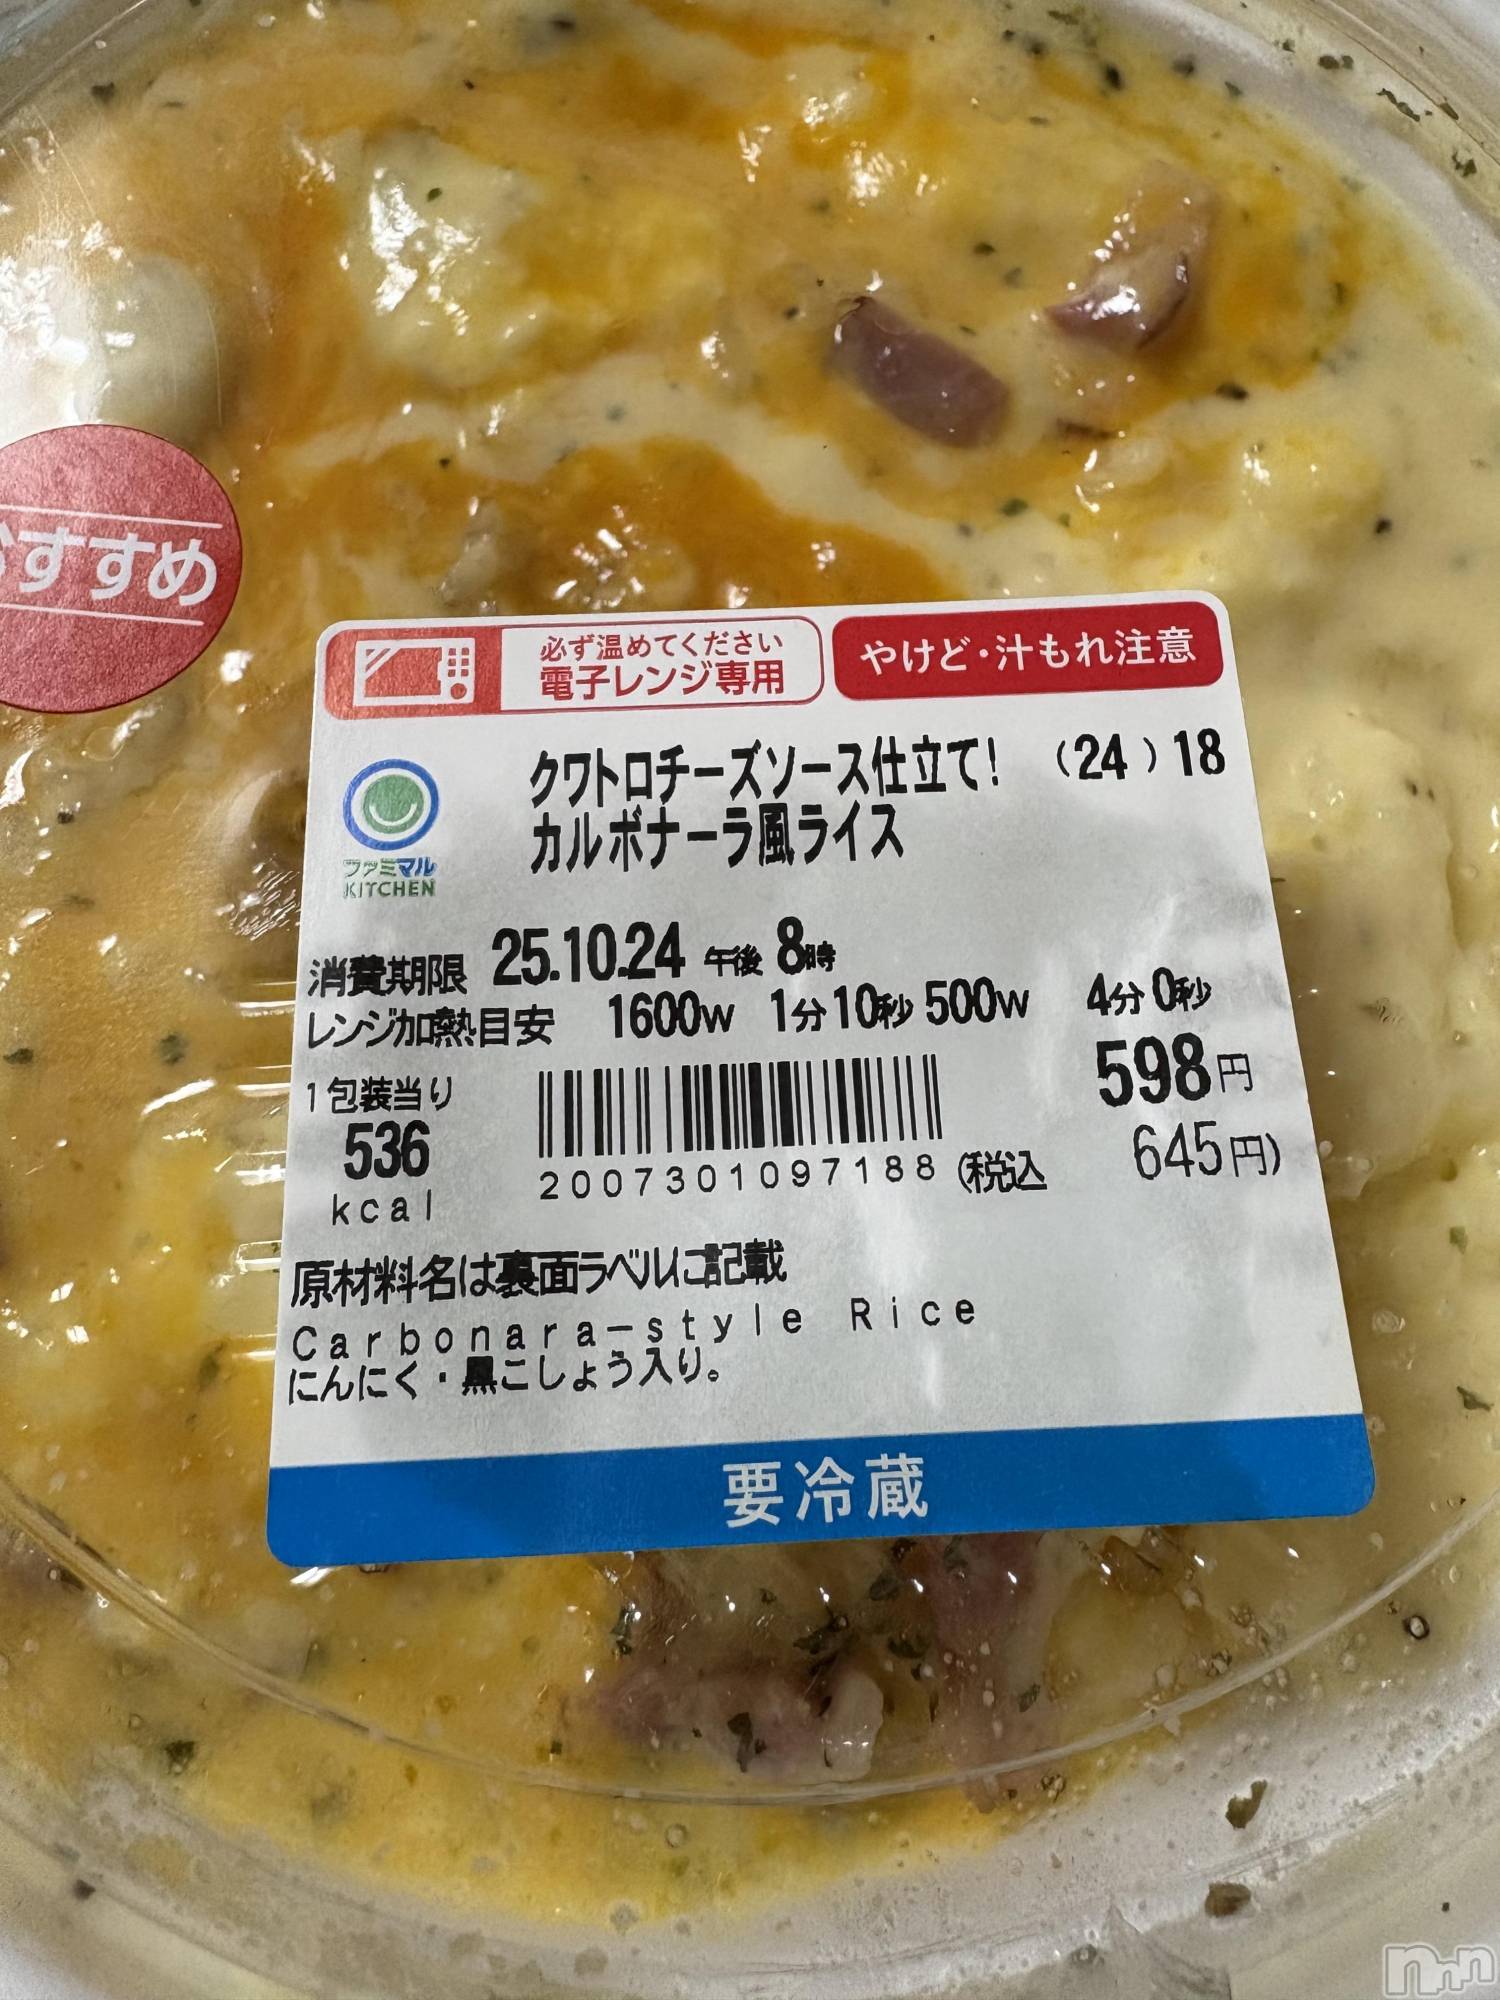 おすすめ
必ず温めてください
電子レンジ専用
やけど・汁もれ注意
クワトロチーズソース仕立て! (24)18
カルボナーラ風ライス
ファミマル
KITCHEN
消費期限 25.10.24 午後 8時
レンジ加熱目安 1600w 1分10秒 500w 4分0秒
598円
1包装当り
536
kcal
2007301097188
(税込 645円)
原材料名は裏面ラベルに記載
Carbonara-style Rice
にんにく・黒こしょう入り。
要冷蔵